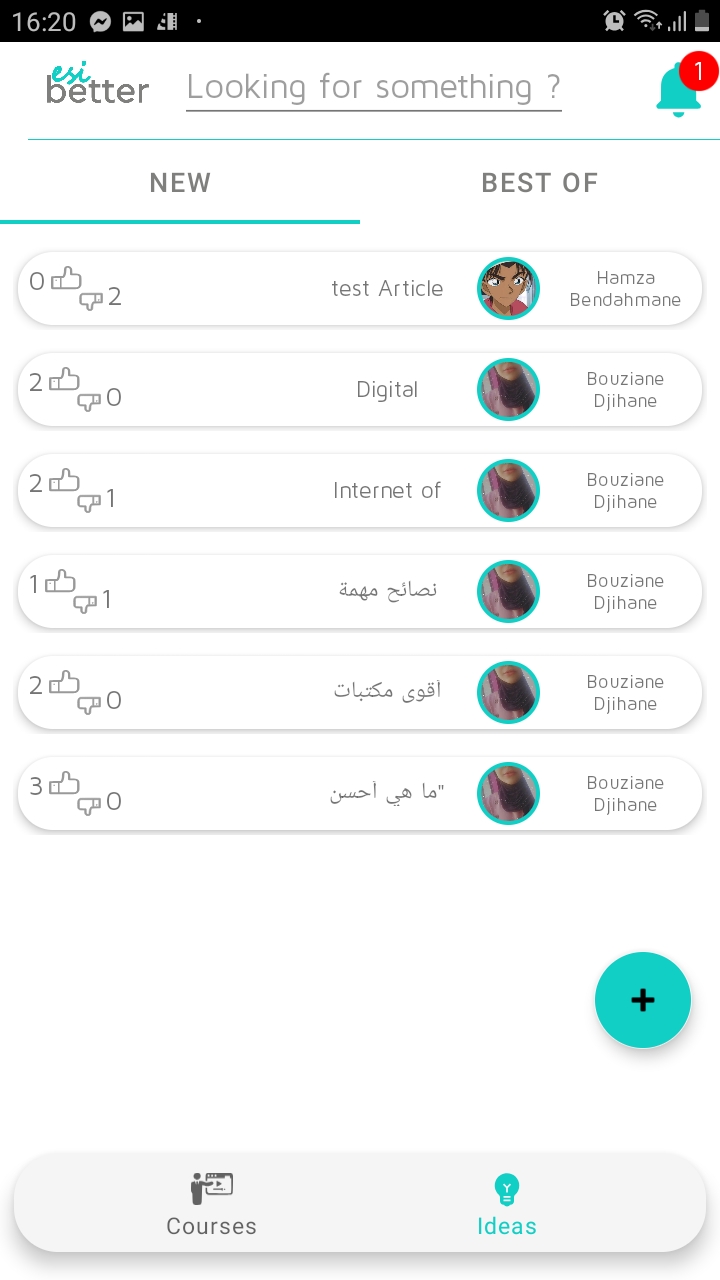 16:20
esi
better
Looking for something ?
1
NEW
BEST OF
0
2
test Article
Hamza
Bendahmane
2
0
Digital
Bouziane
Djihane
2
1
Internet of
Bouziane
Djihane
1
1
نصائح مهمة
Bouziane
Djihane
2
0
أقوى مكتبات
Bouziane
Djihane
3
0
"ما هي أحسن
Bouziane
Djihane
+
Courses
Ideas